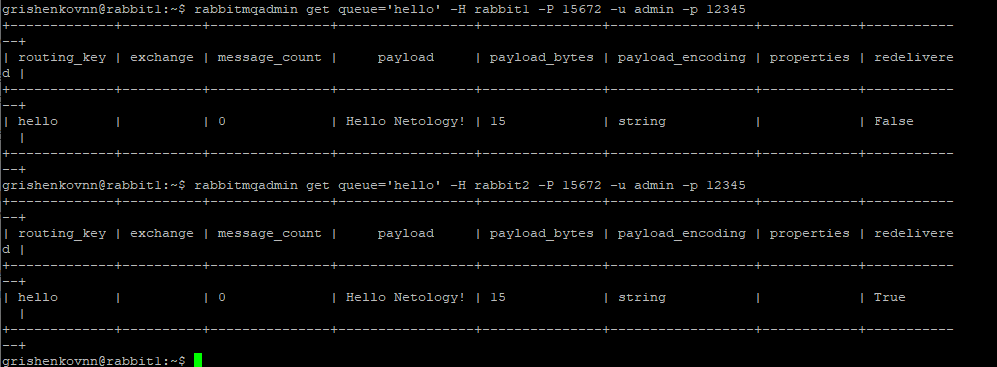 grishenkovnn@rabbit1:~$ rabbitmqadmin get queue='hello' -H rabbit1 -P 15672 -u admin -p 12345
+-------------+----------+---------------+-----------------+---------------+------------------+------------+-----------
--+
| routing_key | exchange | message_count |     payload     | payload_bytes | payload_encoding | properties | redelivere
d |
+-------------+----------+---------------+-----------------+---------------+------------------+------------+-----------
--+
| hello       |          | 0             | Hello Netology! | 15            | string           |            | False
  |
+-------------+----------+---------------+-----------------+---------------+------------------+------------+-----------
--+
grishenkovnn@rabbit1:~$ rabbitmqadmin get queue='hello' -H rabbit2 -P 15672 -u admin -p 12345
+-------------+----------+---------------+-----------------+---------------+------------------+------------+-----------
--+
| routing_key | exchange | message_count |     payload     | payload_bytes | payload_encoding | properties | redelivere
d |
+-------------+----------+---------------+-----------------+---------------+------------------+------------+-----------
--+
| hello       |          | 0             | Hello Netology! | 15            | string           |            | True
  |
+-------------+----------+---------------+-----------------+---------------+------------------+------------+-----------
--+
grishenkovnn@rabbit1:~$